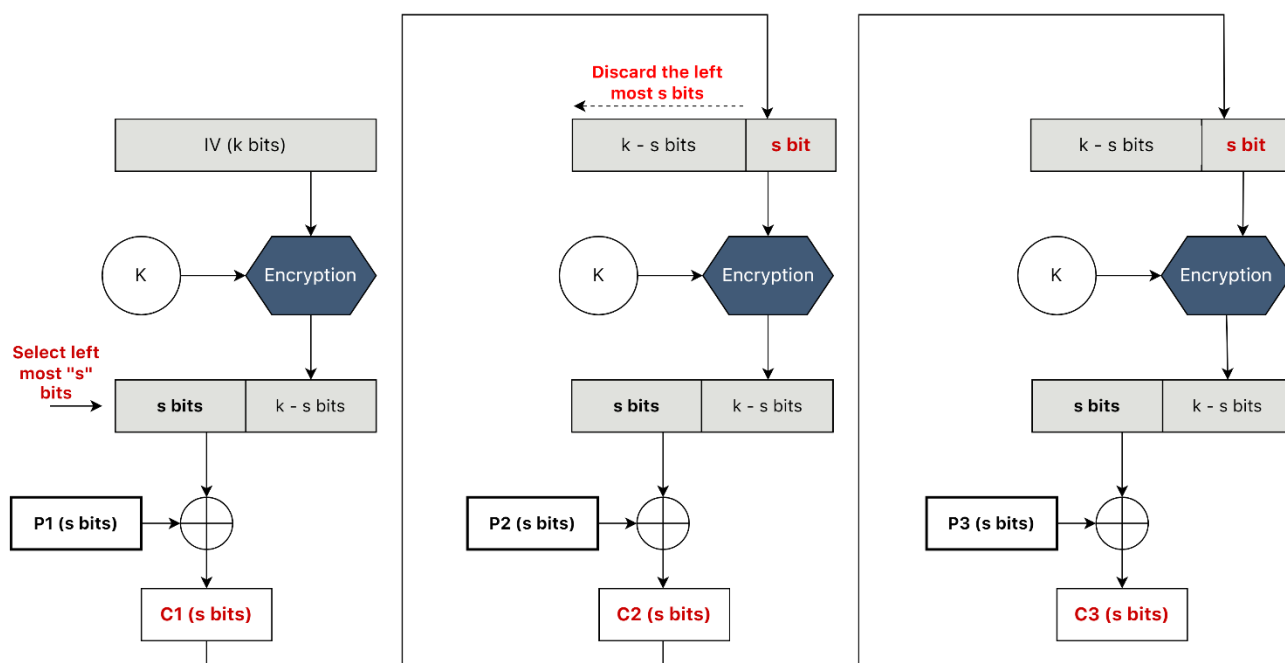 Discard the left
most s bits
IV (k bits)
k - s bits
s bit
k - s bits
s bit
K
Encryption
K
Encryption
K
Encryption
Select left
most "s"
bits
s bits
k - s bits
s bits
k - s bits
s bits
k - s bits
P1 (s bits)
P2 (s bits)
P3 (s bits)
C1 (s bits)
C2 (s bits)
C3 (s bits)